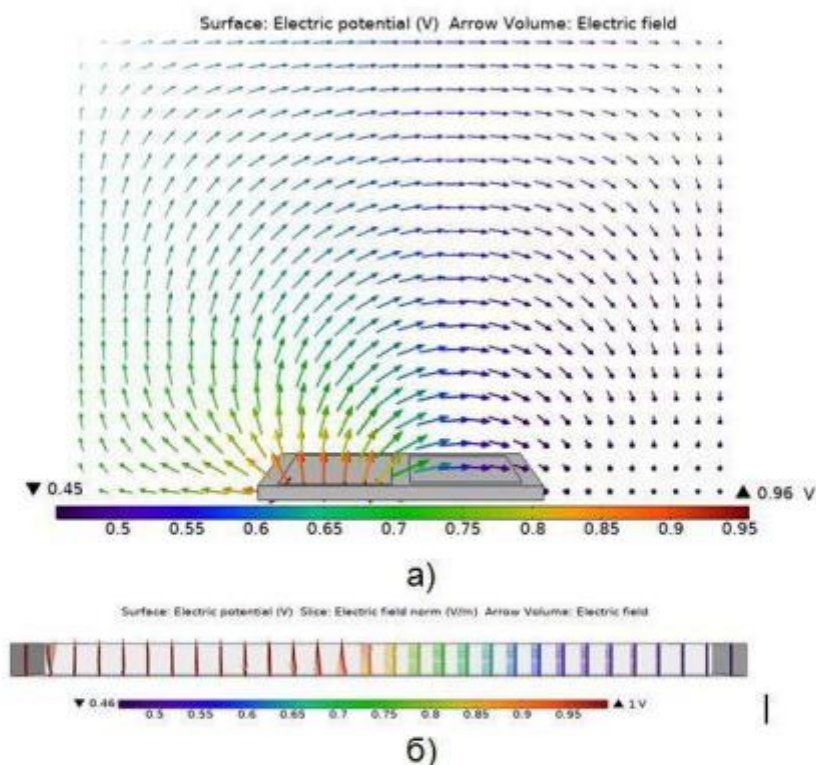 Surface: Electric potential (V) Arrow Volume: Electric field
▼ 0.45
▲ 0.96 V
0.5 0.55 0.6 0.65 0.7 0.75 0.8 0.85 0.9 0.95
а)
Surface: Electric potential (V) Slice: Electric field norm (V/m) Arrow Volume: Electric field
▼ 0.46
▲ 1 V
0.5 0.55 0.6 0.65 0.7 0.75 0.8 0.85 0.9 0.95
б)